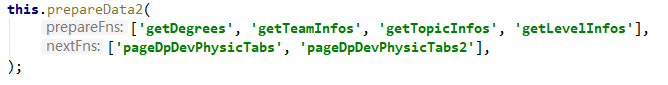 this.prepareData2(
prepareFns: ['getDegrees', 'getTeamInfos', 'getTopicInfos', 'getLevelInfos'],
nextFns: ['pageDpDevPhysicTabs', 'pageDpDevPhysicTabs2'],
);